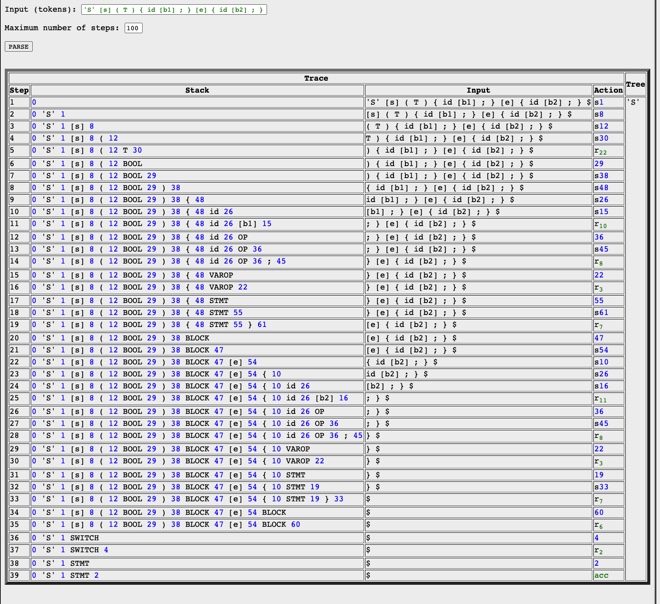 Input (tokens): 'S' [s] ( T ) { id [b1] ; } [e] { id [b2] ; }
Maximum number of steps: 100
PARSE
Trace Tree
Step Stack Input Action
1 0 'S' [s] ( T ) { id [b1] ; } [e] { id [b2] ; } $ s1 'S'
2 0 'S' 1 [s] ( T ) { id [b1] ; } [e] { id [b2] ; } $ s8
3 0 'S' 1 [s] 8 ( T ) { id [b1] ; } [e] { id [b2] ; } $ s12
4 0 'S' 1 [s] 8 ( 12 T ) { id [b1] ; } [e] { id [b2] ; } $ s30
5 0 'S' 1 [s] 8 ( 12 T 30 ) { id [b1] ; } [e] { id [b2] ; } $ r22
6 0 'S' 1 [s] 8 ( 12 BOOL ) { id [b1] ; } [e] { id [b2] ; } $ 29
7 0 'S' 1 [s] 8 ( 12 BOOL 29 ) { id [b1] ; } [e] { id [b2] ; } $ s38
8 0 'S' 1 [s] 8 ( 12 BOOL 29 ) 38 { id [b1] ; } [e] { id [b2] ; } $ s48
9 0 'S' 1 [s] 8 ( 12 BOOL 29 ) 38 { 48 id [b1] ; } [e] { id [b2] ; } $ s26
10 0 'S' 1 [s] 8 ( 12 BOOL 29 ) 38 { 48 id 26 [b1] ; } [e] { id [b2] ; } $ s15
11 0 'S' 1 [s] 8 ( 12 BOOL 29 ) 38 { 48 id 26 [b1] 15 ; } [e] { id [b2] ; } $ r10
12 0 'S' 1 [s] 8 ( 12 BOOL 29 ) 38 { 48 id 26 OP ; } [e] { id [b2] ; } $ 36
13 0 'S' 1 [s] 8 ( 12 BOOL 29 ) 38 { 48 id 26 OP 36 ; } [e] { id [b2] ; } $ s45
14 0 'S' 1 [s] 8 ( 12 BOOL 29 ) 38 { 48 id 26 OP 36 ; 45 } [e] { id [b2] ; } $ r8
15 0 'S' 1 [s] 8 ( 12 BOOL 29 ) 38 { 48 VAROP } [e] { id [b2] ; } $ 22
16 0 'S' 1 [s] 8 ( 12 BOOL 29 ) 38 { 48 VAROP 22 } [e] { id [b2] ; } $ r3
17 0 'S' 1 [s] 8 ( 12 BOOL 29 ) 38 { 48 STMT } [e] { id [b2] ; } $ 55
18 0 'S' 1 [s] 8 ( 12 BOOL 29 ) 38 { 48 STMT 55 } [e] { id [b2] ; } $ s61
19 0 'S' 1 [s] 8 ( 12 BOOL 29 ) 38 { 48 STMT 55 } 61 [e] { id [b2] ; } $ r7
20 0 'S' 1 [s] 8 ( 12 BOOL 29 ) 38 BLOCK [e] { id [b2] ; } $ 47
21 0 'S' 1 [s] 8 ( 12 BOOL 29 ) 38 BLOCK 47 [e] { id [b2] ; } $ s54
22 0 'S' 1 [s] 8 ( 12 BOOL 29 ) 38 BLOCK 47 [e] 54 { id [b2] ; } $ s10
23 0 'S' 1 [s] 8 ( 12 BOOL 29 ) 38 BLOCK 47 [e] 54 { 10 id [b2] ; } $ s26
24 0 'S' 1 [s] 8 ( 12 BOOL 29 ) 38 BLOCK 47 [e] 54 { 10 id 26 [b2] ; } $ s16
25 0 'S' 1 [s] 8 ( 12 BOOL 29 ) 38 BLOCK 47 [e] 54 { 10 id 26 [b2] 16 ; } $ r11
26 0 'S' 1 [s] 8 ( 12 BOOL 29 ) 38 BLOCK 47 [e] 54 { 10 id 26 OP ; } $ 36
27 0 'S' 1 [s] 8 ( 12 BOOL 29 ) 38 BLOCK 47 [e] 54 { 10 id 26 OP 36 ; } $ s45
28 0 'S' 1 [s] 8 ( 12 BOOL 29 ) 38 BLOCK 47 [e] 54 { 10 id 26 OP 36 ; 45 } $ r8
29 0 'S' 1 [s] 8 ( 12 BOOL 29 ) 38 BLOCK 47 [e] 54 { 10 VAROP } $ 22
30 0 'S' 1 [s] 8 ( 12 BOOL 29 ) 38 BLOCK 47 [e] 54 { 10 VAROP 22 } $ r3
31 0 'S' 1 [s] 8 ( 12 BOOL 29 ) 38 BLOCK 47 [e] 54 { 10 STMT } $ 19
32 0 'S' 1 [s] 8 ( 12 BOOL 29 ) 38 BLOCK 47 [e] 54 { 10 STMT 19 } $ s33
33 0 'S' 1 [s] 8 ( 12 BOOL 29 ) 38 BLOCK 47 [e] 54 { 10 STMT 19 } 33 $ r7
34 0 'S' 1 [s] 8 ( 12 BOOL 29 ) 38 BLOCK 47 [e] 54 BLOCK $ 60
35 0 'S' 1 [s] 8 ( 12 BOOL 29 ) 38 BLOCK 47 [e] 54 BLOCK 60 $ r6
36 0 'S' 1 SWITCH $ 4
37 0 'S' 1 SWITCH 4 $ r2
38 0 'S' 1 STMT $ 2
39 0 'S' 1 STMT 2 $ acc